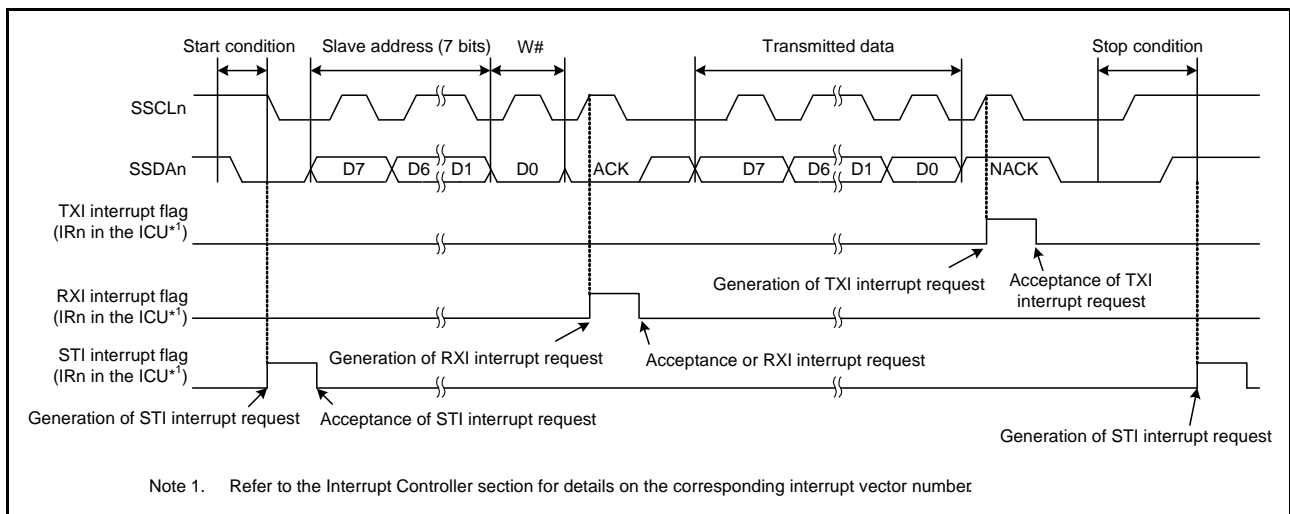 Start condition
Slave address (7 bits)
W#
Transmitted data
Stop condition
SSCLn
SSDAn
D7
D6
D1
D0
ACK
D7
D6
D1
D0
NACK
TXI interrupt flag
(IRn in the ICU*1)
Generation of TXI interrupt request
Acceptance of TXI
interrupt request
RXI interrupt flag
(IRn in the ICU*1)
Generation of RXI interrupt request
Acceptance or RXI interrupt request
STI interrupt flag
(IRn in the ICU*1)
Generation of STI interrupt request
Acceptance of STI interrupt request
Generation of STI interrupt request
Note 1. Refer to the Interrupt Controller section for details on the corresponding interrupt vector number.